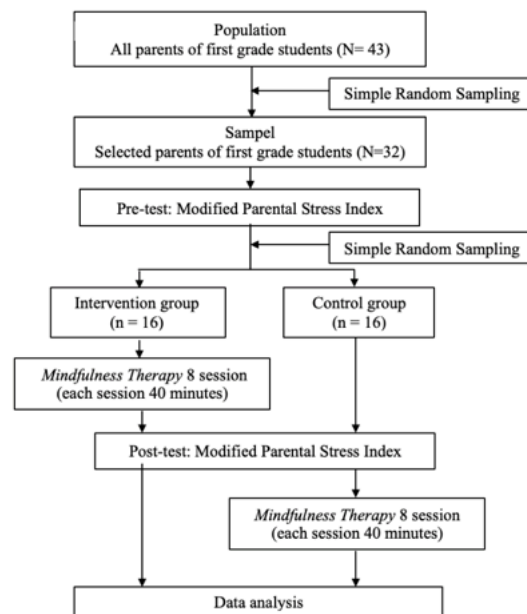 Population
All parents of first grade students (N= 43)
Simple Random Sampling
Sampel
Selected parents of first grade students (N=32)
Pre-test: Modified Parental Stress Index
Simple Random Sampling
Intervention group
(n = 16)
Control group
(n = 16)
Mindfulness Therapy 8 session
(each session 40 minutes)
Post-test: Modified Parental Stress Index
Mindfulness Therapy 8 session
(each session 40 minutes)
Data analysis